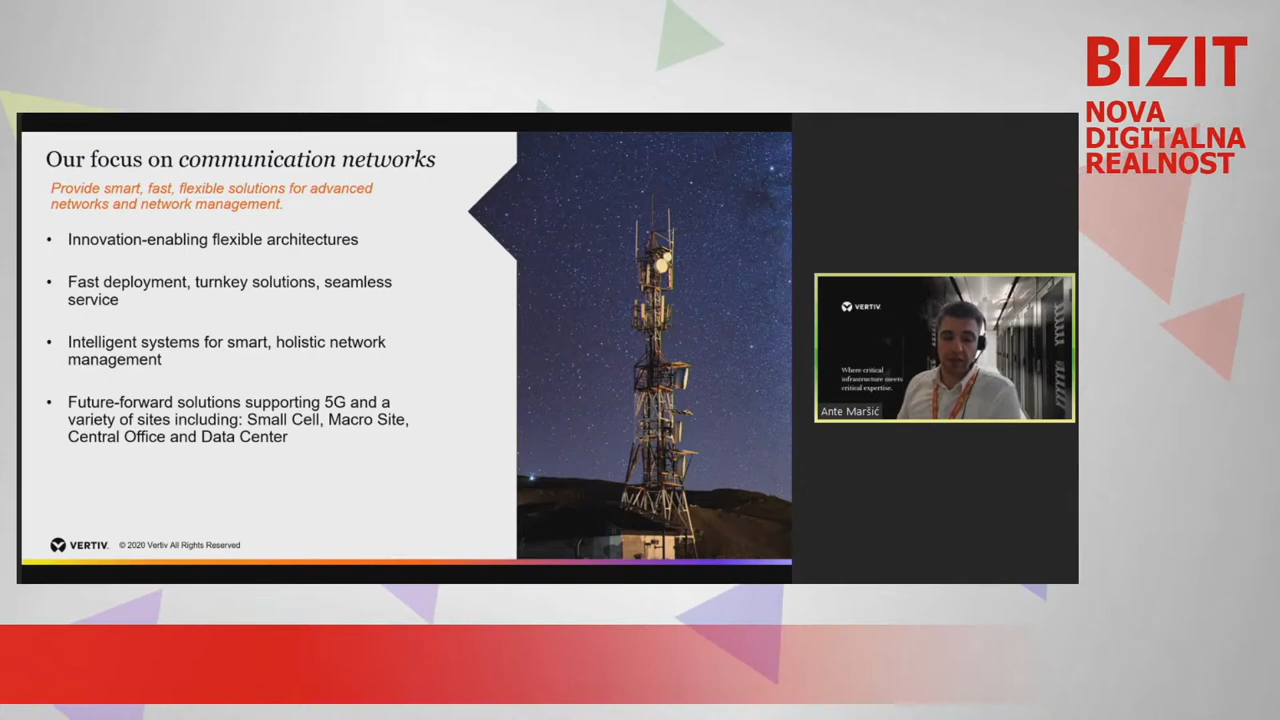 BIZIT
NOVA
DIGITALNA
REALNOST
Our focus on communication networks
Provide smart, fast, flexible solutions for advanced
networks and network management.
• Innovation-enabling flexible architectures
• Fast deployment, turnkey solutions, seamless
service
• Intelligent systems for smart, holistic network
management
• Future-forward solutions supporting 5G and a
variety of sites including: Small Cell, Macro Site,
Central Office and Data Center
VERTIV. © 2020 Vertiv All Rights Reserved
VERTIV.
Where critical
infrastructure meets
critical expertise.
Ante Maršić